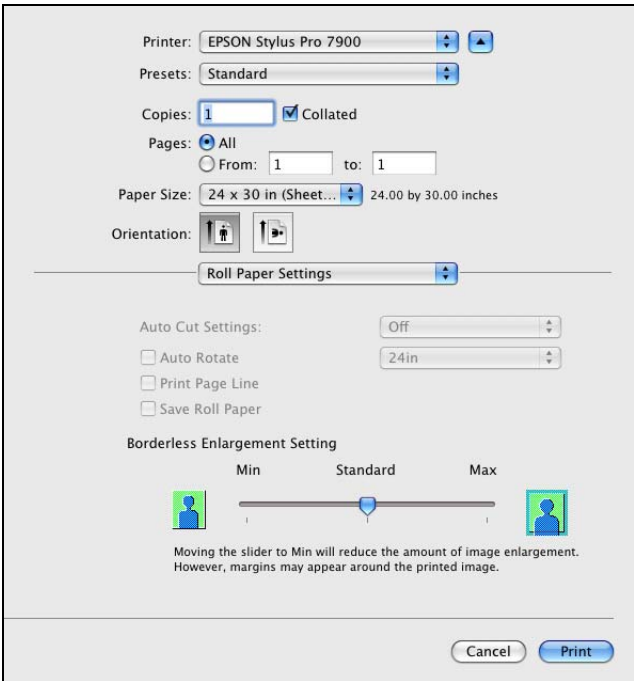 Printer: EPSON Stylus Pro 7900
Presets: Standard
Copies: 1 Collated
Pages: All
From: 1 to: 1
Paper Size: 24 x 30 in (Sheet... 24.00 by 30.00 inches
Orientation:
Roll Paper Settings
Auto Cut Settings: Off
Auto Rotate 24in
Print Page Line
Save Roll Paper
Borderless Enlargement Setting
Min Standard Max
Moving the slider to Min will reduce the amount of image enlargement.
However, margins may appear around the printed image.
Cancel Print